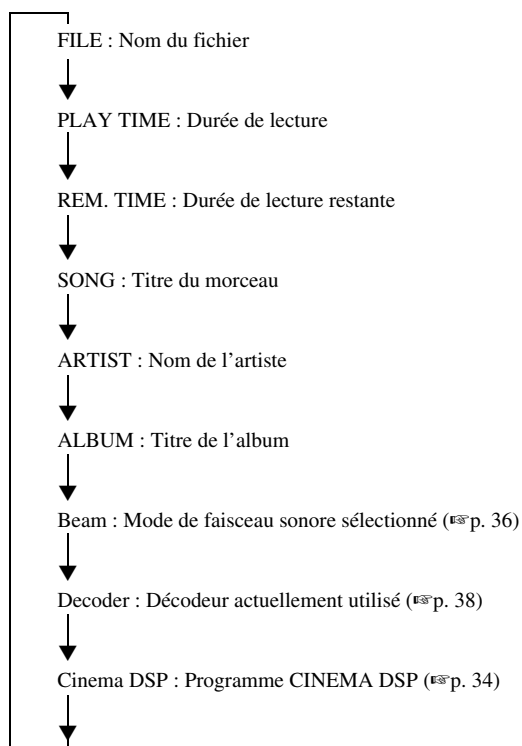 FILE : Nom du fichier
PLAY TIME : Durée de lecture
REM. TIME : Durée de lecture restante
SONG : Titre du morceau
ARTIST : Nom de l’artiste
ALBUM : Titre de l’album
Beam : Mode de faisceau sonore sélectionné (☞p. 36)
Decoder : Décodeur actuellement utilisé (☞p. 38)
Cinema DSP : Programme CINEMA DSP (☞p. 34)